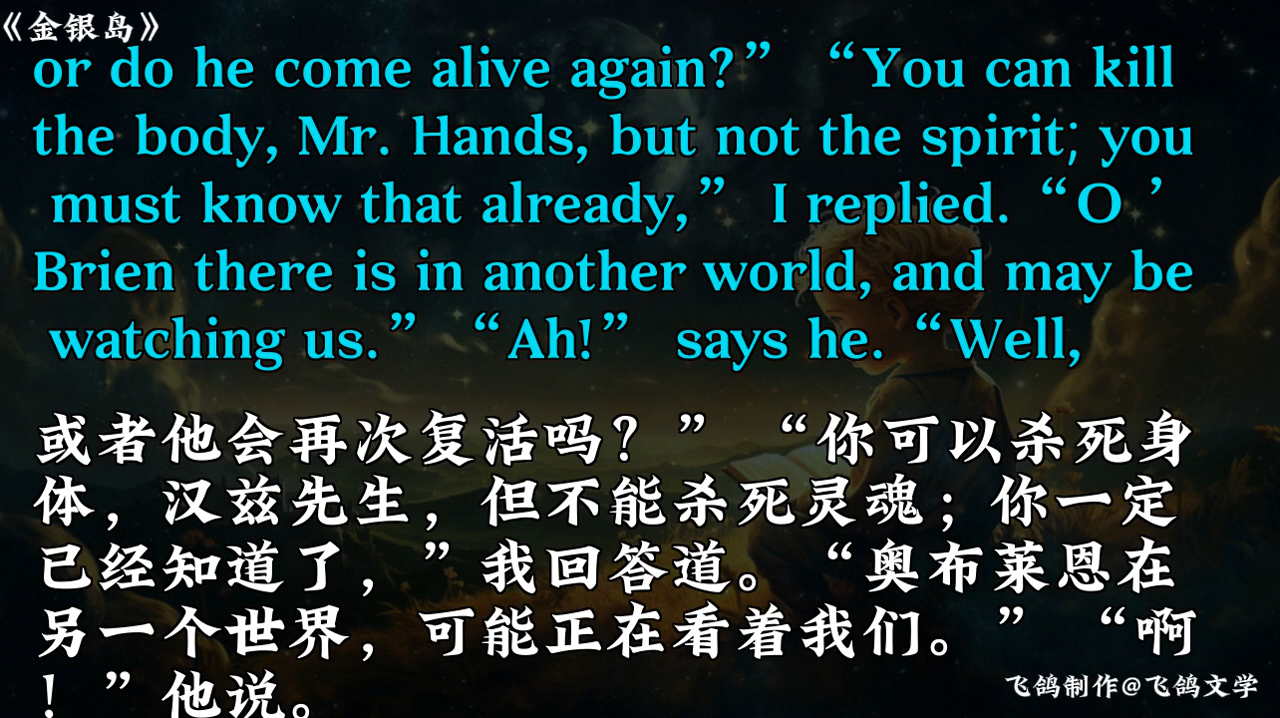 《金银岛》
or do he come alive again?” “You can kill
the body, Mr. Hands, but not the spirit; you
must know that already,” I replied. “O ’
Brien there is in another world, and may be
watching us. ” “Ah!” says he. “Well,
或者他会再次复活吗？” “你可以杀死身
体，汉兹先生，但不能杀死灵魂；你一定
已经知道了，”我回答道。“奥布莱恩在
另一个世界，可能正在看着我们。” “啊
！”他说。
飞鸽制作@飞鸽文学